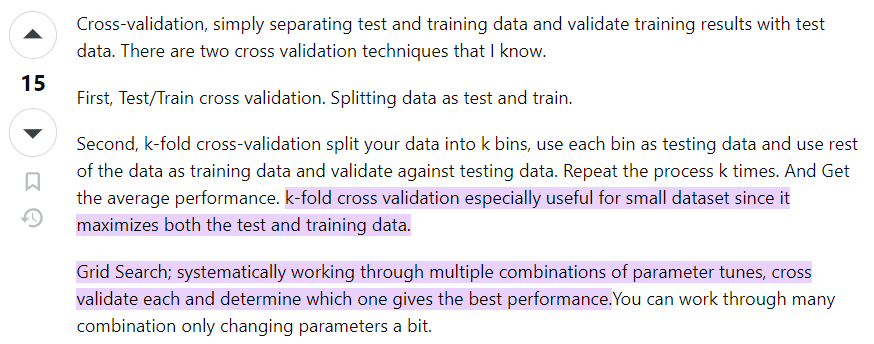 Cross-validation, simply separating test and training data and validate training results with test
data. There are two cross validation techniques that I know.
15
First, Test/Train cross validation. Splitting data as test and train.
Second, k-fold cross-validation split your data into k bins, use each bin as testing data and use rest
of the data as training data and validate against testing data. Repeat the process k times. And Get
the average performance. k-fold cross validation especially useful for small dataset since it
maximizes both the test and training data.
Grid Search; systematically working through multiple combinations of parameter tunes, cross
validate each and determine which one gives the best performance.You can work through many
combination only changing parameters a bit.